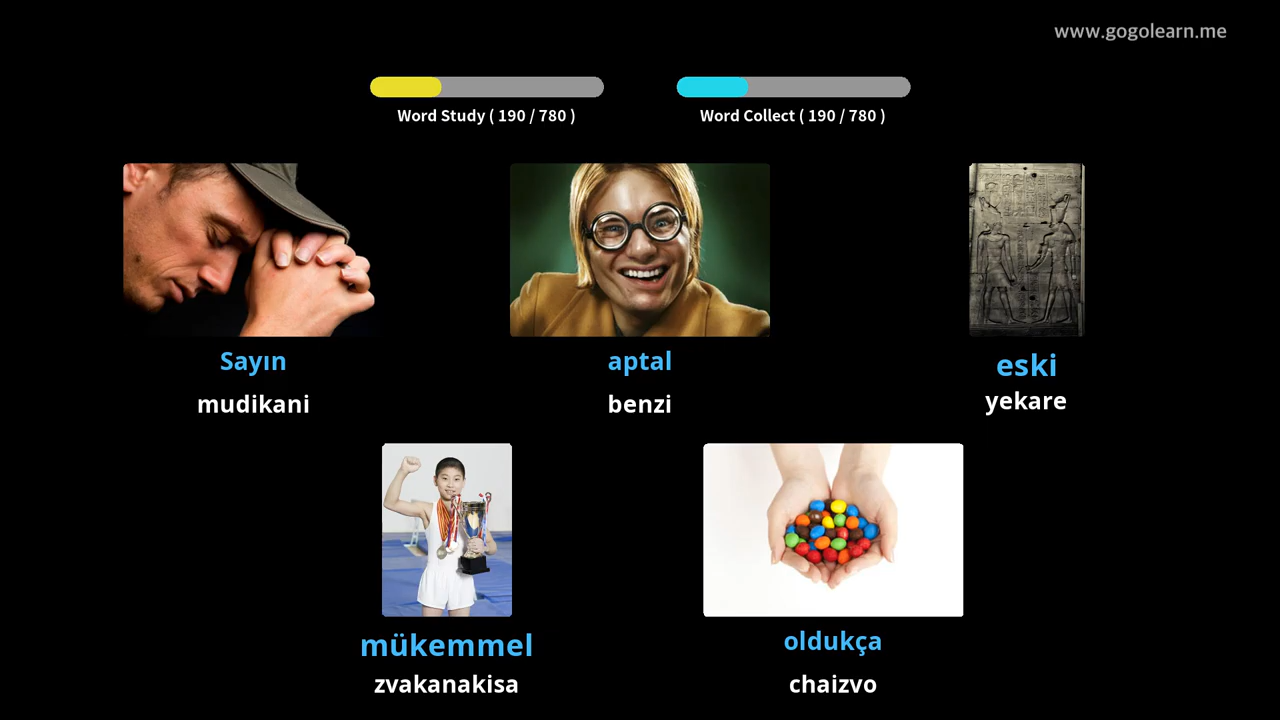 www.gogolearn.me
Word Study ( 190 / 780 )
Word Collect ( 190 / 780 )
Sayın
mudikani
aptal
benzi
eski
yekare
mükemmel
zvakanakisa
oldukça
chaizvo